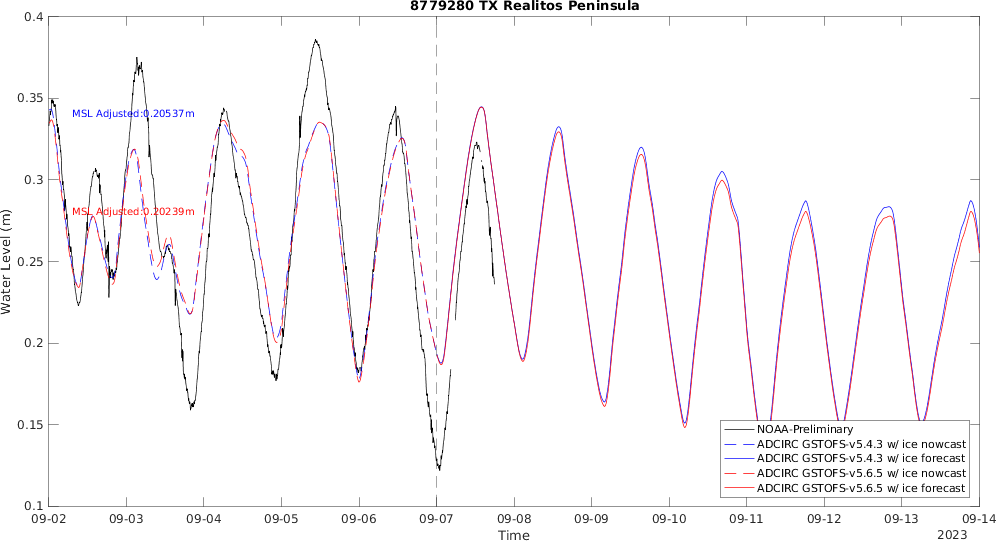 8779280 TX Realitos Peninsula
Water Level (m)
0.4
0.35
0.3
0.25
0.2
0.15
0.1
MSL Adjusted:0.20537m
MSL Adjusted:0.20239m
NOAA-Preliminary
ADCIRC GSTOFS-v5.4.3 w/ ice nowcast
ADCIRC GSTOFS-v5.4.3 w/ ice forecast
ADCIRC GSTOFS-v5.6.5 w/ ice nowcast
ADCIRC GSTOFS-v5.6.5 w/ ice forecast
09-02 09-03 09-04 09-05 09-06 09-07 09-08 09-09 09-10 09-11 09-12 09-13 09-14
Time
2023